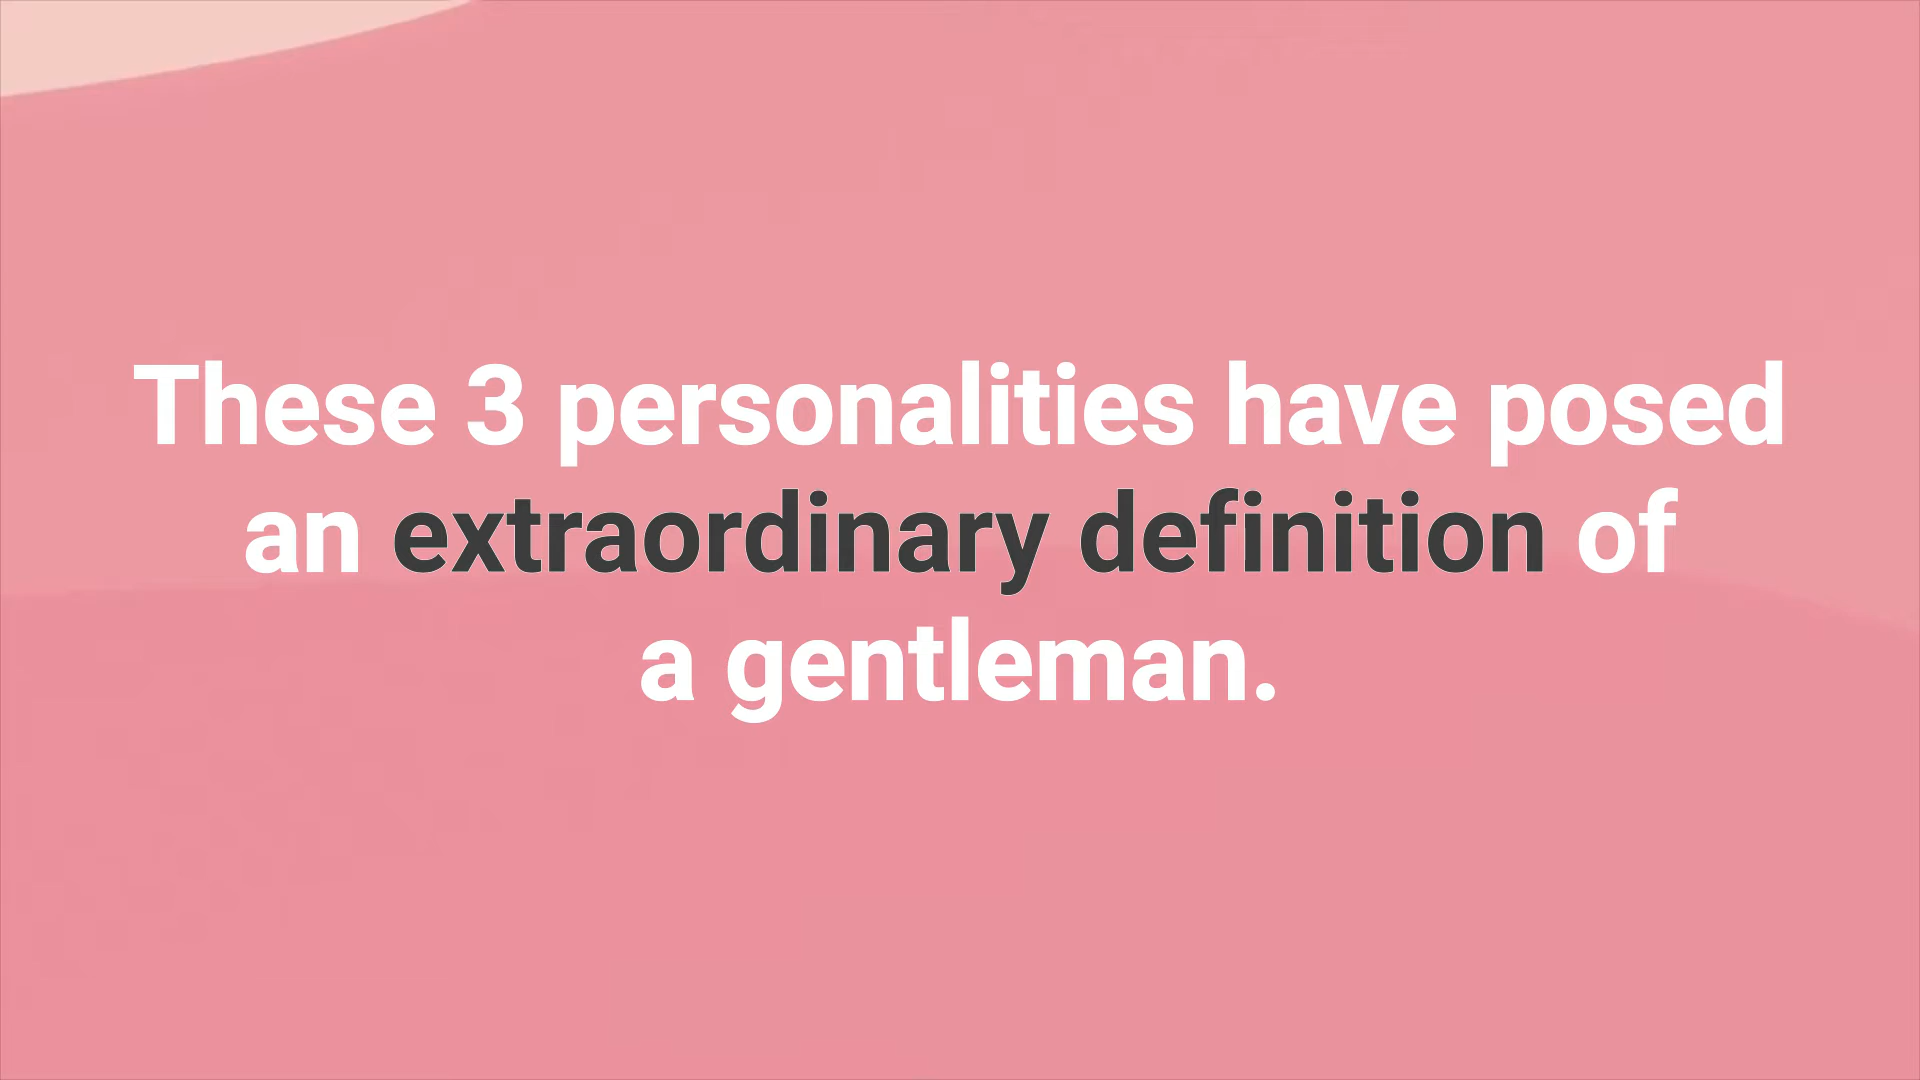 These 3 personalities have posed
an extraordinary definition of
a gentleman.